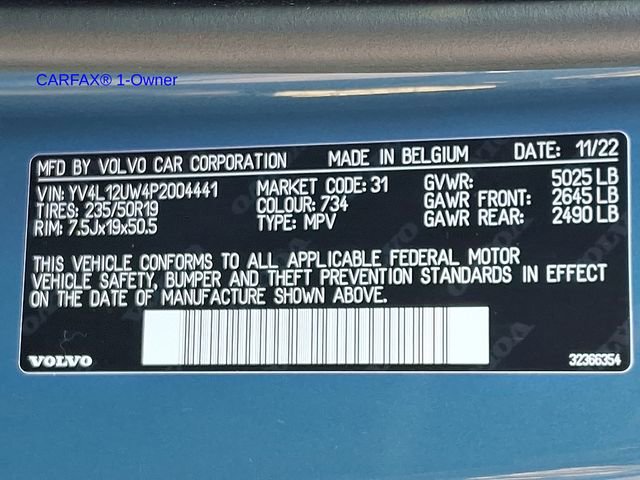 CARFAX® 1-Owner
MFD BY VOLVO CAR CORPORATION MADE IN BELGIUM DATE: 11/22
VIN: YV4L12UW4P2004441 MARKET CODE: 31 GVWR: 5025 LB
TIRES: 235/50R19 COLOUR: 734 GAWR FRONT: 2645 LB
RIM: 7.5Jx19x50.5 TYPE: MPV GAWR REAR: 2490 LB
THIS VEHICLE CONFORMS TO ALL APPLICABLE FEDERAL MOTOR
VEHICLE SAFETY, BUMPER AND THEFT PREVENTION STANDARDS IN EFFECT
ON THE DATE OF MANUFACTURE SHOWN ABOVE.
VOLVO 32366354